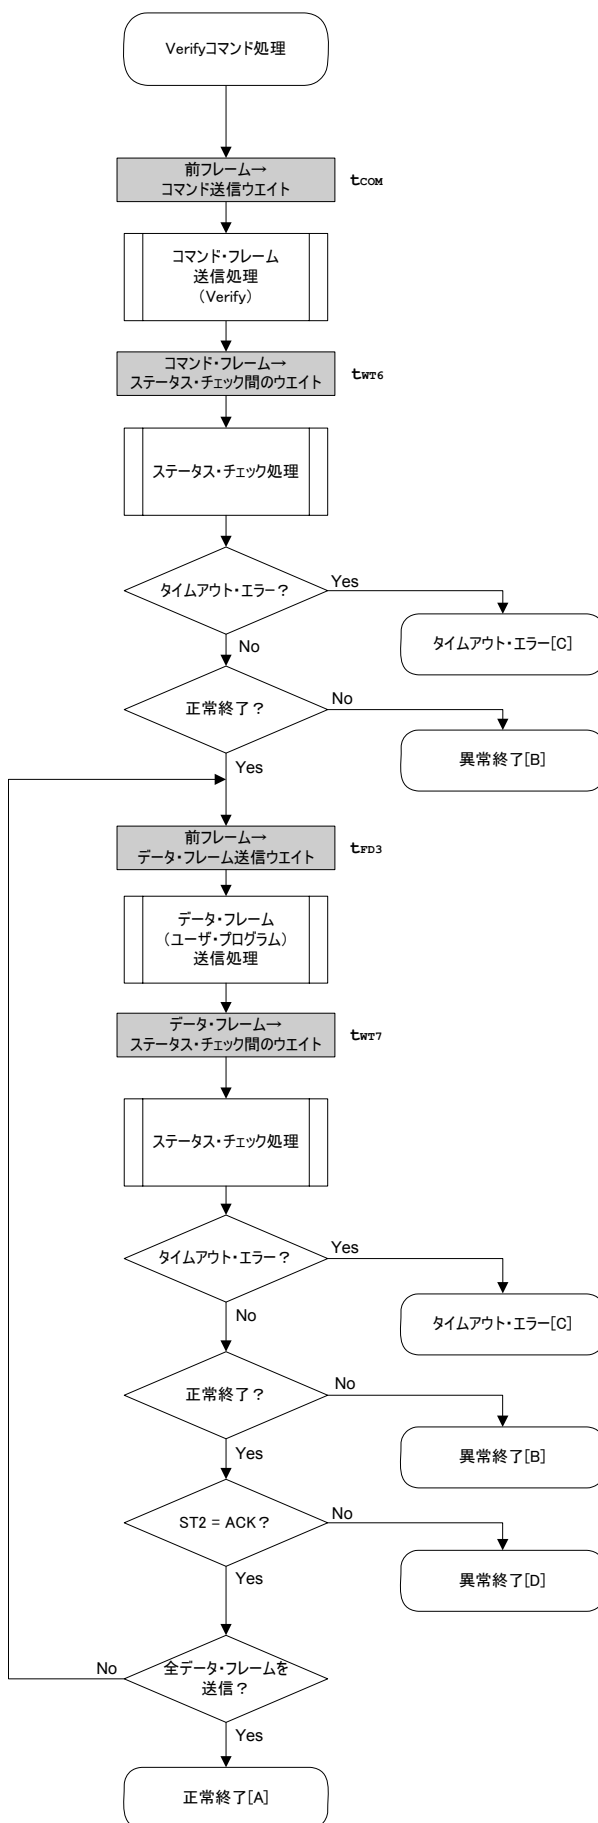 Verifyコマンド処理
前フレーム→
コマンド送信ウエイト
tCOM
コマンド・フレーム
送信処理
（Verify）
コマンド・フレーム→
ステータス・チェック間のウエイト
tWT6
ステータス・チェック処理
タイムアウト・エラー？
Yes
タイムアウト・エラー[C]
No
正常終了？
No
異常終了[B]
Yes
前フレーム→
データ・フレーム送信ウエイト
tFD3
データ・フレーム
（ユーザ・プログラム）
送信処理
データ・フレーム→
ステータス・チェック間のウエイト
tWT7
ステータス・チェック処理
タイムアウト・エラー？
Yes
タイムアウト・エラー[C]
No
正常終了？
No
異常終了[B]
Yes
ST2 = ACK？
No
異常終了[D]
Yes
全データ・フレームを
送信？
No
Yes
正常終了[A]